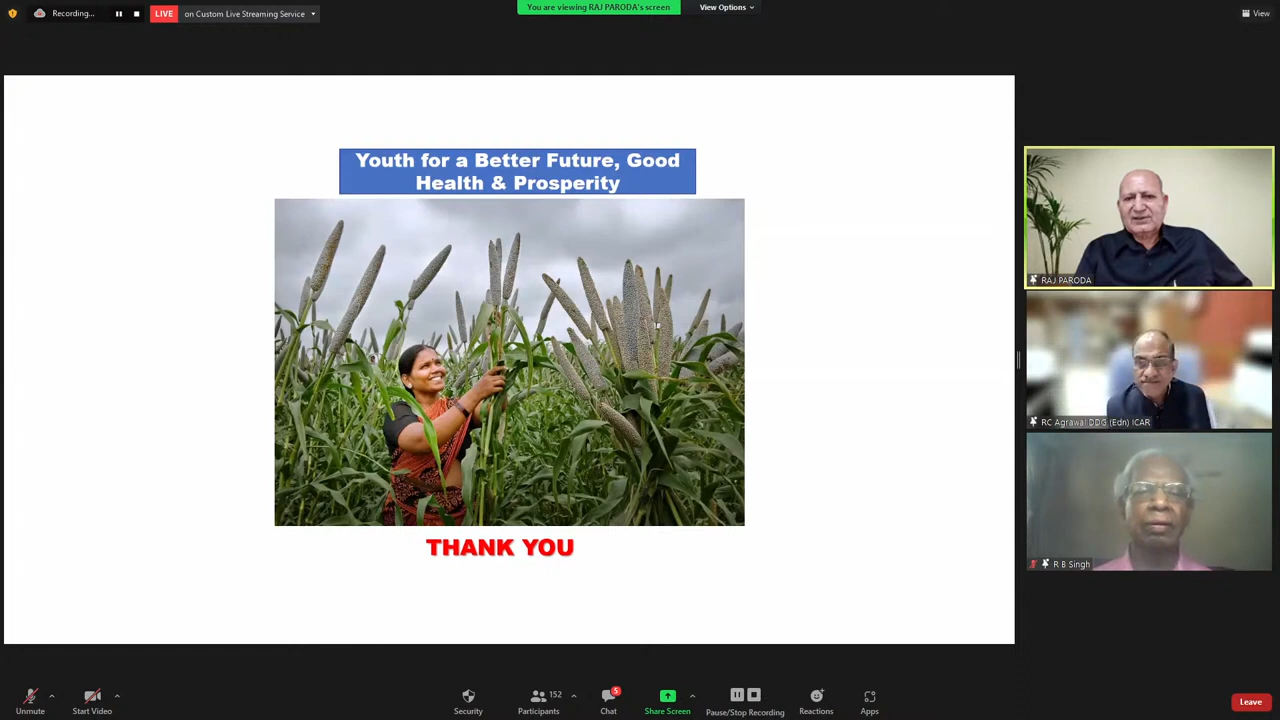 Recording...
LIVE
on Custom Live Streaming Service
You are viewing RAJ PARODA's screen
View Options
View
Youth for a Better Future, Good
Health & Prosperity
THANK YOU
RAJ PARODA
RC Agrawal DDG (Edn) ICAR
R B Singh
Unmute
Start Video
Security
152
Participants
5
Chat
Share Screen
Pause/Stop Recording
Reactions
Apps
Leave